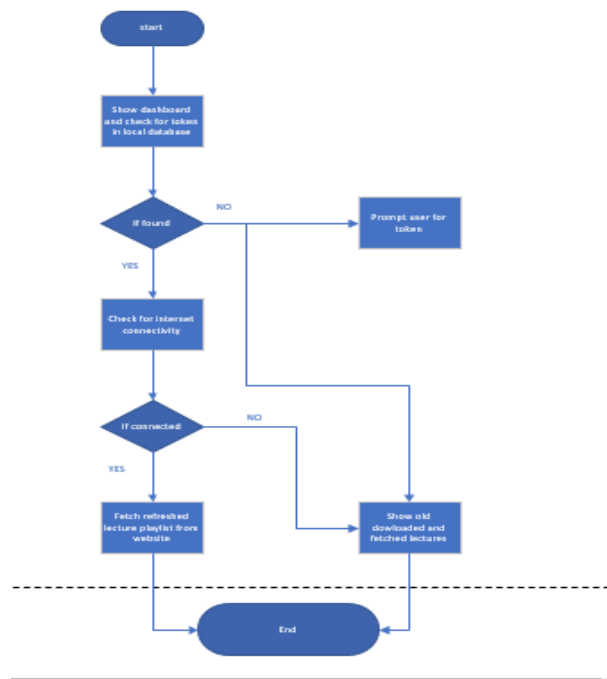 start
Show dashboard
and check for token
in local database
If found
NO
Prompt user for
token
YES
Check for internet
connectivity
If connected
NO
YES
Fetch refreshed
lecture playlist from
website
Show old
dowloaded and
fetched lectures
End